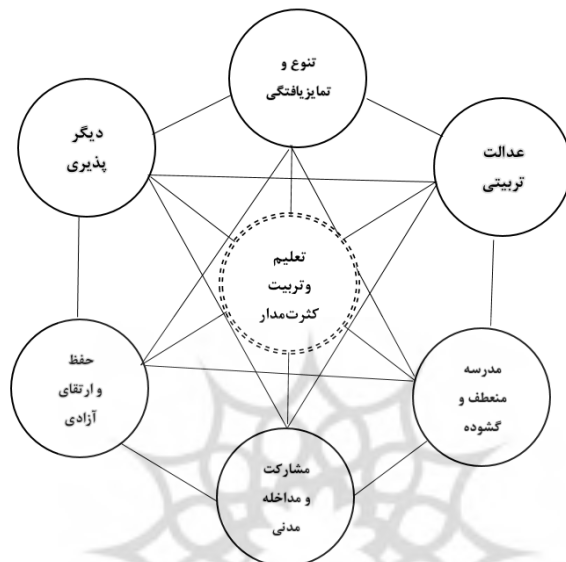 تنوع و
تمایزیافتگی
عدالت
تربیتی
دیگر
پذیری
تعلیم
وتربیت
کثرت‌مدار
مدرسه
منعطف و
گشوده
حفظ
و ارتقای
آزادی
مشارکت
و مداخله
مدنی